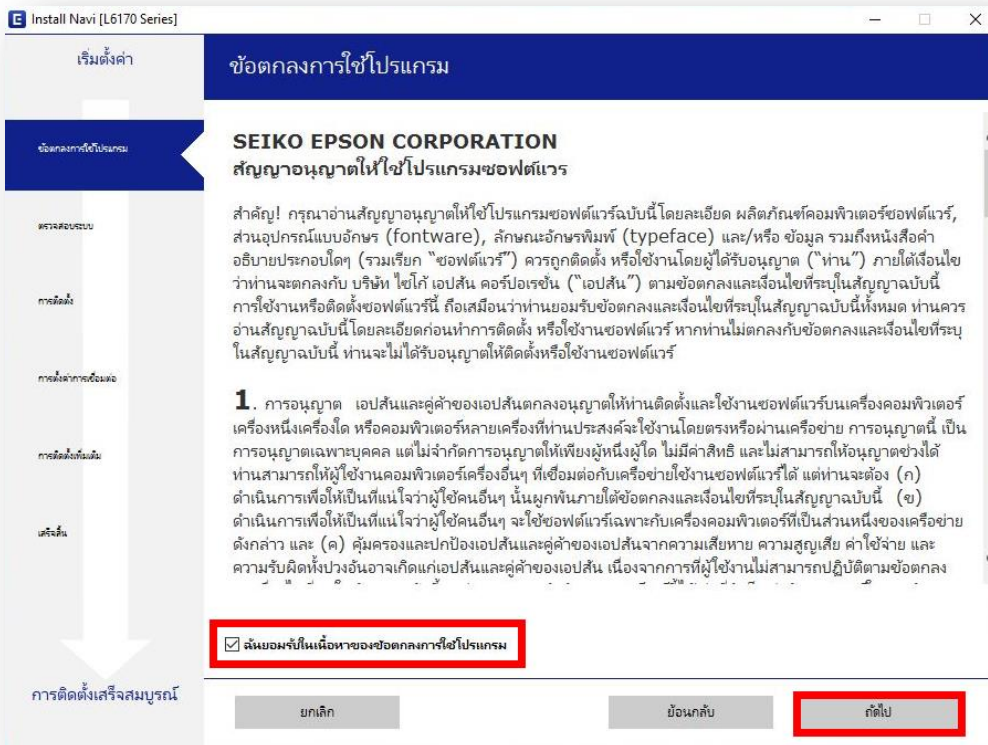 Install Navi [L6170 Series]
เริ่มตั้งค่า
ข้อตกลงการใช้โปรแกรม
ข้อตกลงการใช้โปรแกรม
ตรวจสอบระบบ
การติดตั้ง
การตั้งค่าการเชื่อมต่อ
การติดตั้งเพิ่มเติม
เสร็จสิ้น
การติดตั้งเสร็จสมบูรณ์
SEIKO EPSON CORPORATION
สัญญาอนุญาตให้ใช้โปรแกรมซอฟต์แวร
สำคัญ! กรุณาอ่านสัญญาอนุญาตให้ใช้โปรแกรมซอฟต์แวร์ฉบับนี้โดยละเอียด ผลิตภัณฑ์คอมพิวเตอร์ซอฟต์แวร์,
ส่วนอุปกรณ์แบบอักษร (fontware), ลักษณะอักษรพิมพ์ (typeface) และ/หรือ ข้อมูล รวมถึงหนังสือคำ
อธิบายประกอบใดๆ (รวมเรียก “ซอฟต์แวร์”) ควรถูกติดตั้ง หรือใช้งานโดยผู้ได้รับอนุญาต (“ท่าน”) ภายใต้เงื่อนไข
ว่าท่านจะตกลงกับ บริษัท ไซโก้ เอปสัน คอร์ปอเรชั่น (“เอปสัน”) ตามข้อตกลงและเงื่อนไขที่ระบุในสัญญาฉบับนี้
การใช้งานหรือติดตั้งซอฟต์แวร์นี้ ถือเสมือนว่าท่านยอมรับข้อตกลงและเงื่อนไขที่ระบุในสัญญาฉบับนี้ทั้งหมด ท่านควร
อ่านสัญญาฉบับนี้โดยละเอียดก่อนทำการติดตั้ง หรือใช้งานซอฟต์แวร์ หากท่านไม่ตกลงกับข้อตกลงและเงื่อนไขที่ระบุ
ในสัญญาฉบับนี้ ท่านจะไม่ได้รับอนุญาตให้ติดตั้งหรือใช้งานซอฟต์แวร์
1. การอนุญาต เอปสันและคู่ค้าของเอปสันตกลงอนุญาตให้ท่านติดตั้งและใช้งานซอฟต์แวร์บนเครื่องคอมพิวเตอร์
เครื่องหนึ่งเครื่องใด หรือคอมพิวเตอร์หลายเครื่องที่ท่านประสงค์จะใช้งานโดยตรงหรือผ่านเครือข่าย การอนุญาตนี้ เป็น
การอนุญาตเฉพาะบุคคล แต่ไม่จำกัดการอนุญาตให้เพียงผู้หนึ่งผู้ใด ไม่มีค่าสิทธิ และไม่สามารถให้อนุญาตช่วงได้
ท่านสามารถให้ผู้ใช้งานคอมพิวเตอร์เครื่องอื่นๆ ที่เชื่อมต่อกับเครือข่ายใช้งานซอฟต์แวร์ได้ แต่ท่านจะต้อง (ก)
ดำเนินการเพื่อให้เป็นที่แน่ใจว่าผู้ใช้คนอื่นๆ นั้นผูกพันภายใต้ข้อตกลงและเงื่อนไขที่ระบุในสัญญาฉบับนี้ (ข)
ดำเนินการเพื่อให้เป็นที่แน่ใจว่าผู้ใช้คนอื่นๆ จะใช้ซอฟต์แวร์เฉพาะกับเครื่องคอมพิวเตอร์ที่เป็นส่วนหนึ่งของเครือข่าย
ดังกล่าว และ (ค) คุ้มครองและปกป้องเอปสันและคู่ค้าของเอปสันจากความเสียหาย ความสูญเสีย ค่าใช้จ่าย และ
ความรับผิดทั้งปวงอันอาจเกิดแก่เอปสันและคู่ค้าของเอปสัน เนื่องจากการที่ผู้ใช้งานไม่สามารถปฏิบัติตามข้อตกลง
ฉันยอมรับในเนื้อหาของข้อตกลงการใช้โปรแกรม
ยกเลิก
ย้อนกลับ
ถัดไป